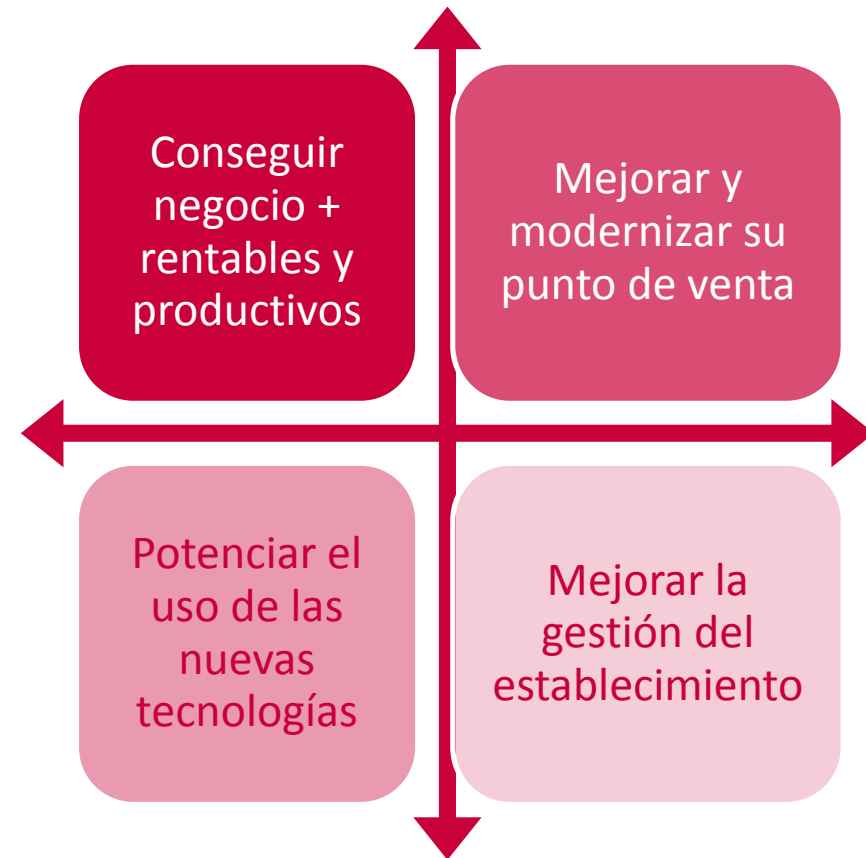 Conseguir
negocio +
rentables y
productivos
Mejorar y
modernizar su
punto de venta
Potenciar el
uso de las
nuevas
tecnologías
Mejorar la
gestión del
establecimiento